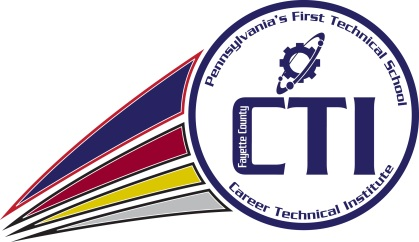 Pennsylvania's First Technical School
Fayette County
CTI
Career Technical Institute